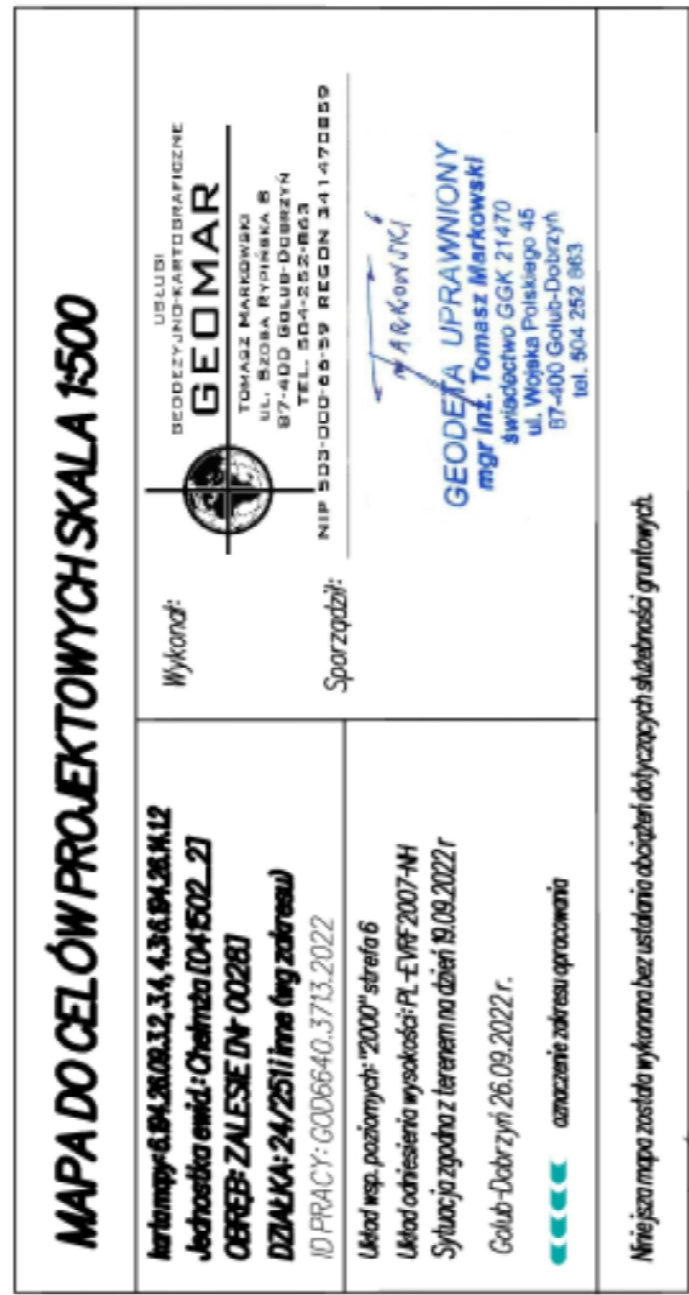 MAPA DO CELÓW PROJEKTOWYCH SKALA 1:500
karta mapy: 6.194.26.09.3.2, 3.4, 4.3; 6.194.26.14.1.2
Jednostka ewid.: Chełmża [041502_2]
OBRĘB: ZALESIE [Nr 0028]
DZIAŁKA: 24/251 i inne (wg zakresu)
ID PRACY: GOD6640.3713.2022
Układ wsp. poziomych: "2000" strefa 6
Układ odniesienia wysokości: PL-EVRF2007-NH
Sytuacja zgodna z terenem na dzień 19.09.2022 r
Golub-Dobrzyń 26.09.2022 r.
oznaczenie zakresu opracowania
Wykonał:
USŁUGI
GEODEZYJNO-KARTOGRAFICZNE
GEOMAR
TOMASZ MARKOWSKI
UL. SZOSA RYPIŃSKA 8
87-400 GOLUB-DOBRZYŃ
TEL. 504-252-863
NIP 503-000-65-59 REGON 341470859
Sporządził:
MARKOWSKI
GEODETA UPRAWNIONY
mgr inż. Tomasz Markowski
świadectwo GGK 21470
ul. Wojska Polskiego 45
87-400 Golub-Dobrzyń
tel. 504 252 863
Niniejsza mapa została wykonana bez ustalania obciążeń dotyczących służebności gruntowych.